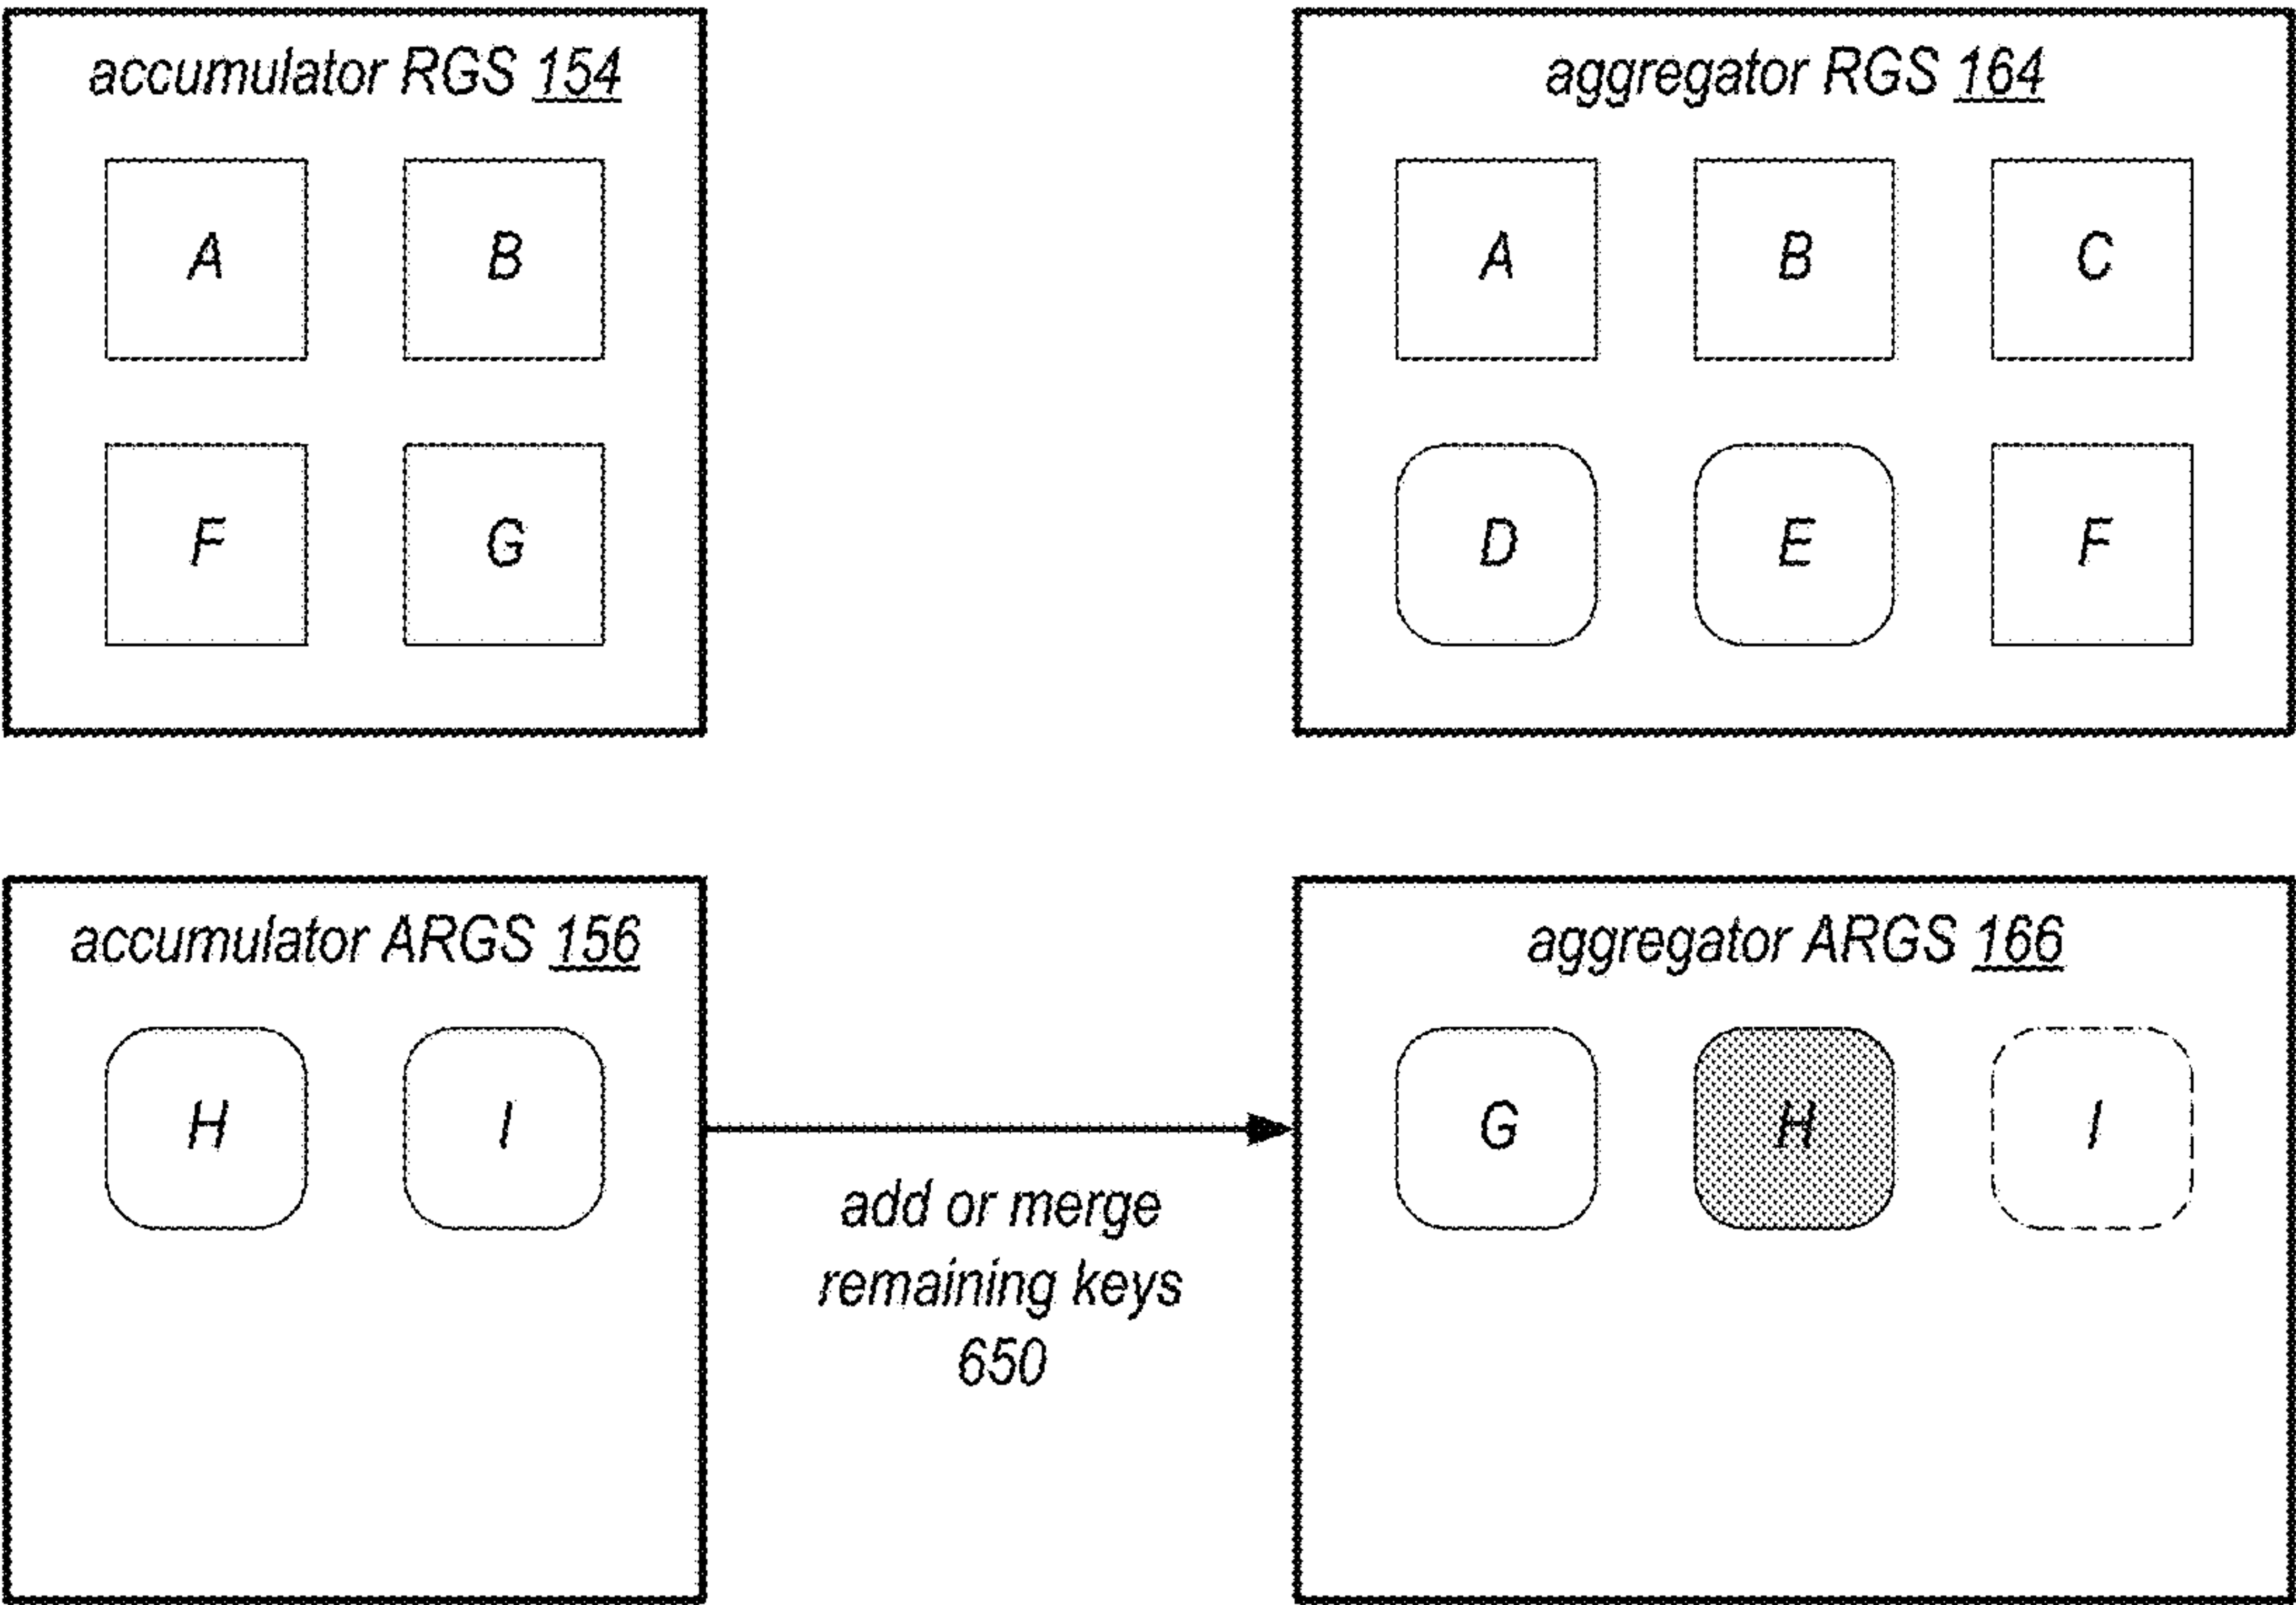 accumulator RGS 154
A B
F G
aggregator RGS 164
A B C
D E F
accumulator ARGS 156
H I
add or merge
remaining keys
650
aggregator ARGS 166
G H I